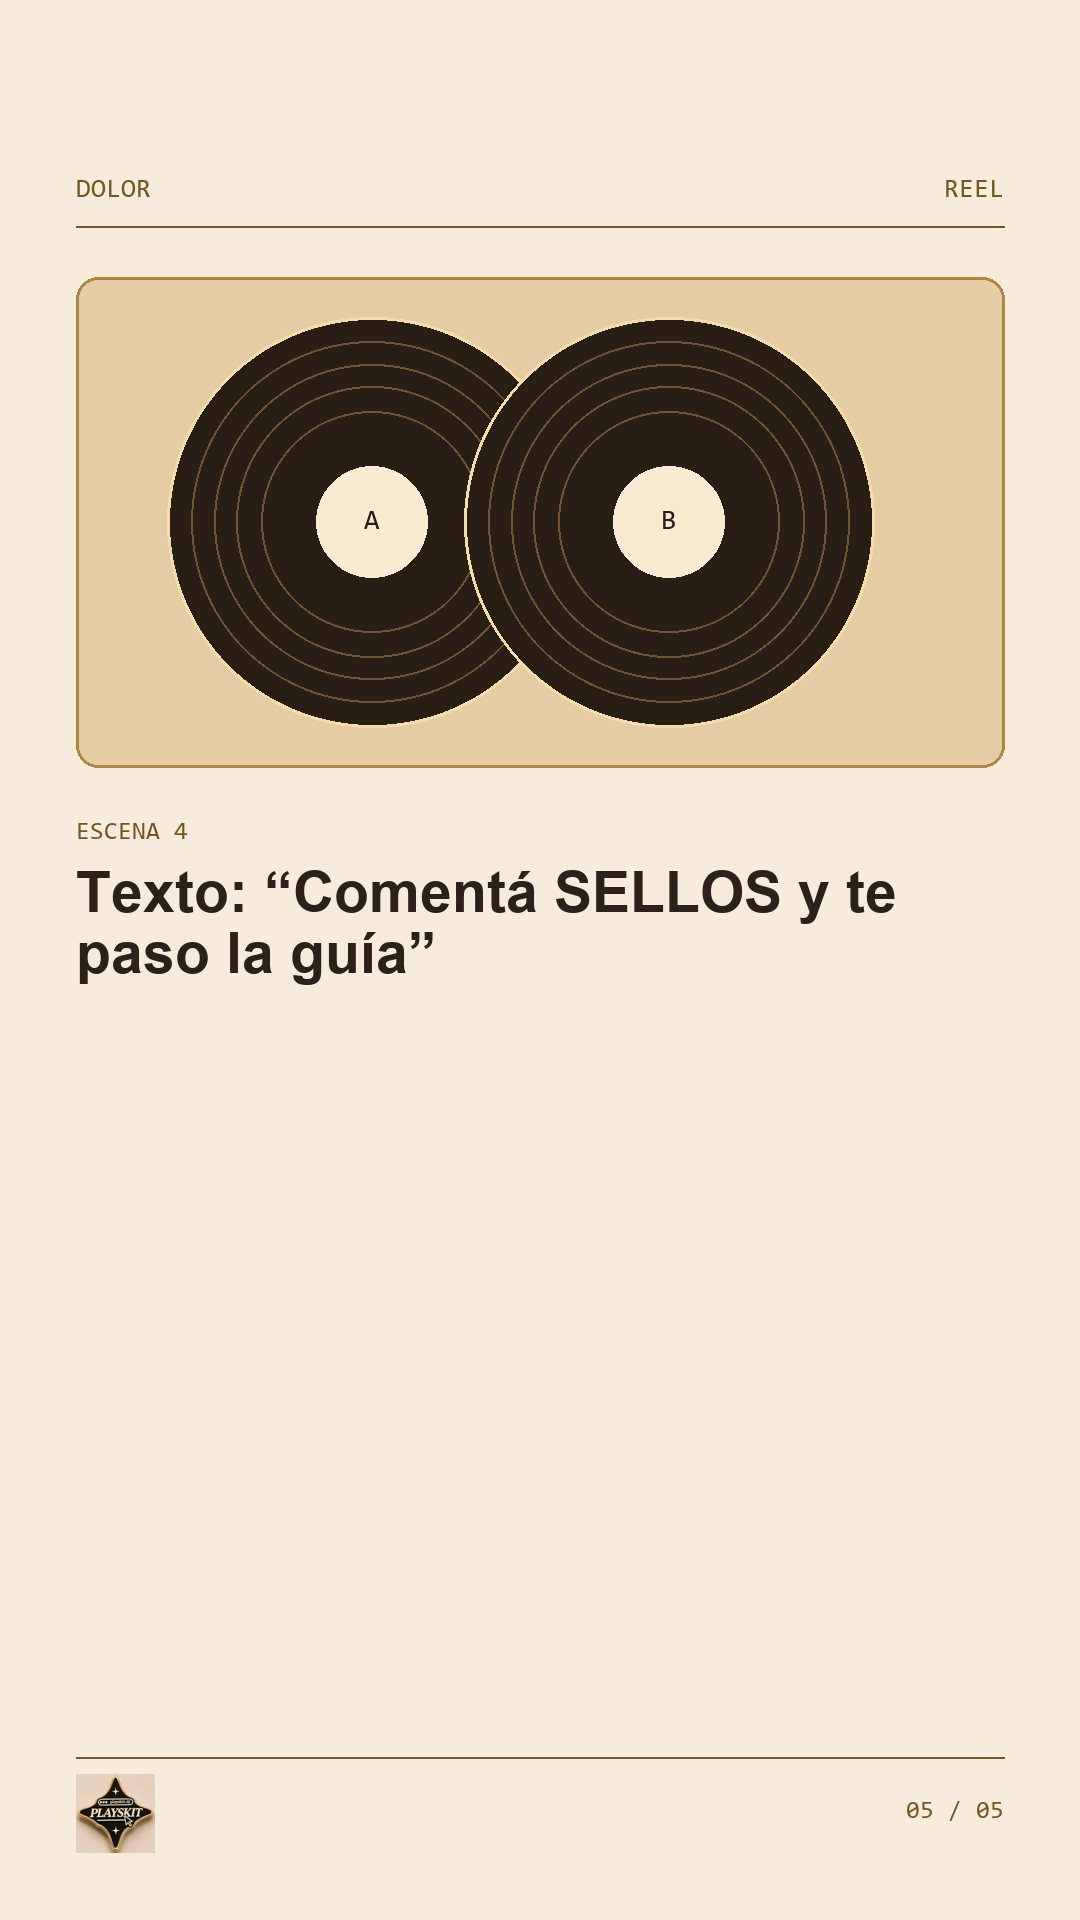 DOLOR
REEL
A
B
ESCENA 4
Texto: “Comentá SELLOS y te
paso la guía”
PLAYSKIT
05 / 05